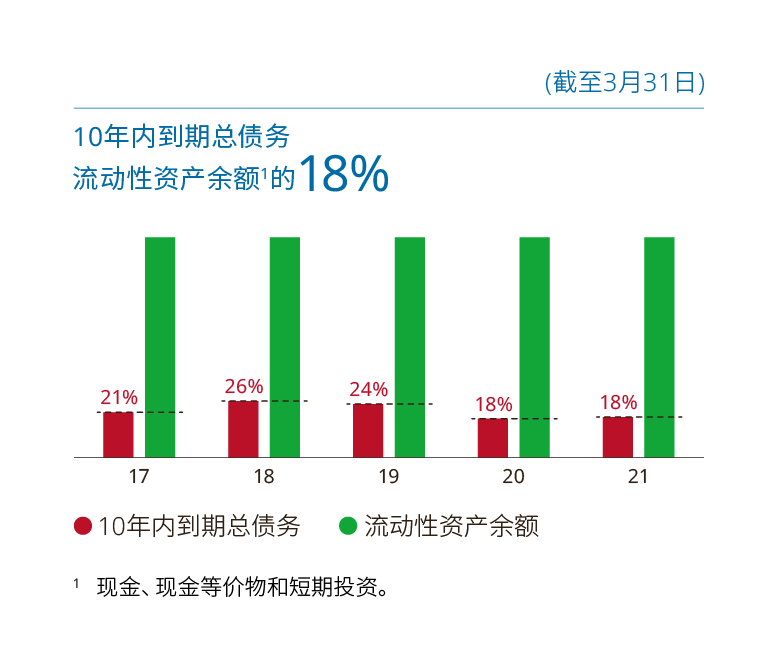 (截至3月31日)
10年内到期总债务
流动性资产余额¹的18%
21% 26% 24% 18% 18%
17 18 19 20 21
10年内到期总债务 流动性资产余额
¹ 现金、现金等价物和短期投资。